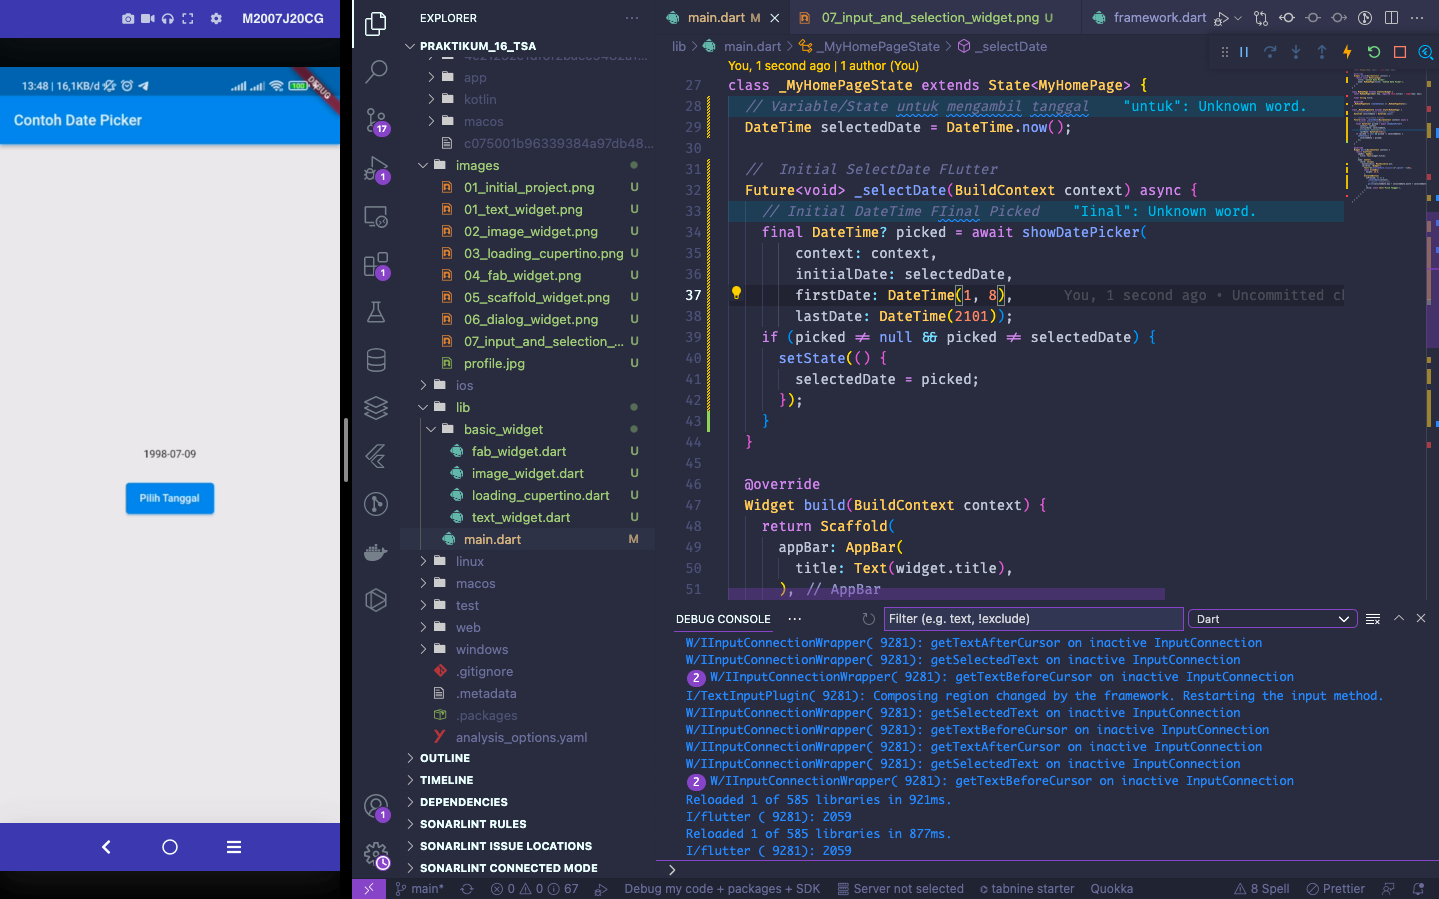 M2007J20CG
13:48 | 16,1KB/d
100
DEBUG
Contoh Date Picker
1998-07-09
Pilih Tanggal
EXPLORER
PRAKTIKUM_16_TSA
app
kotlin
macos
c075001b96339384a97db48...
images
01_initial_project.png U
01_text_widget.png U
02_image_widget.png U
03_loading_cupertino.png U
04_fab_widget.png U
05_scaffold_widget.png U
06_dialog_widget.png U
07_input_and_selection_... U
profile.jpg U
ios
lib
basic_widget
fab_widget.dart U
image_widget.dart U
loading_cupertino.dart U
text_widget.dart U
main.dart M
linux
macos
test
web
windows
.gitignore
.metadata
.packages
analysis_options.yaml
OUTLINE
TIMELINE
DEPENDENCIES
SONARLINT RULES
SONARLINT ISSUE LOCATIONS
SONARLINT CONNECTED MODE
17
1
1
1
main.dart M
07_input_and_selection_widget.png U
framework.dart
lib > main.dart > _MyHomePageState > _selectDate
You, 1 second ago | 1 author (You)
27 class _MyHomePageState extends State<MyHomePage> {
28 // Variable/State untuk mengambil tanggal "untuk": Unknown word.
29 DateTime selectedDate = DateTime.now();
30
31 //  Initial SelectDate FLutter
32 Future<void> _selectDate(BuildContext context) async {
33 // Initial DateTime FIinal Picked "Iinal": Unknown word.
34 final DateTime? picked = await showDatePicker(
35 context: context,
36 initialDate: selectedDate,
37 firstDate: DateTime(1, 8), You, 1 second ago • Uncommitted ch
38 lastDate: DateTime(2101));
39 if (picked != null && picked != selectedDate) {
40 setState(() {
41 selectedDate = picked;
42 });
43 }
44 }
45
46 @override
47 Widget build(BuildContext context) {
48 return Scaffold(
49 appBar: AppBar(
50 title: Text(widget.title),
51 ), // AppBar
DEBUG CONSOLE ...
Filter (e.g. text, !exclude)
Dart
W/IInputConnectionWrapper( 9281): getTextAfterCursor on inactive InputConnection
W/IInputConnectionWrapper( 9281): getSelectedText on inactive InputConnection
2 W/IInputConnectionWrapper( 9281): getTextBeforeCursor on inactive InputConnection
I/TextInputPlugin( 9281): Composing region changed by the framework. Restarting the input method.
W/IInputConnectionWrapper( 9281): getSelectedText on inactive InputConnection
W/IInputConnectionWrapper( 9281): getTextBeforeCursor on inactive InputConnection
W/IInputConnectionWrapper( 9281): getTextAfterCursor on inactive InputConnection
W/IInputConnectionWrapper( 9281): getSelectedText on inactive InputConnection
2 W/IInputConnectionWrapper( 9281): getTextBeforeCursor on inactive InputConnection
Reloaded 1 of 585 libraries in 921ms.
I/flutter ( 9281): 2059
Reloaded 1 of 585 libraries in 877ms.
I/flutter ( 9281): 2059
>
main* 0 0 67 Debug my code + packages + SDK Server not selected tabnine starter Quokka 8 Spell Prettier